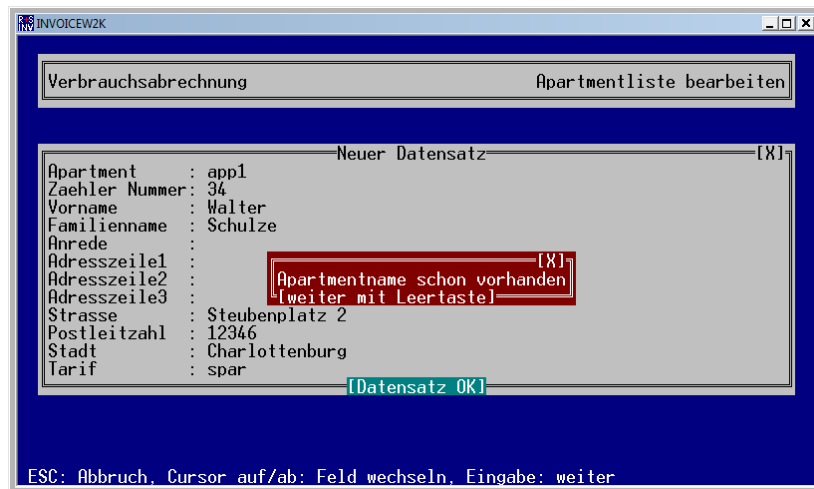 R+S
INV
INVOICEW2K
Verbrauchsabrechnung Apartmentliste bearbeiten
Neuer Datensatz [X]
Apartment : app1
Zaehler Nummer: 34
Vorname : Walter
Familienname : Schulze
Anrede :
Adresszeile1 :
[X]
Adresszeile2 :
Apartmentname schon vorhanden
Adresszeile3 :
[weiter mit Leertaste]
Strasse : Steubenplatz 2
Postleitzahl : 12346
Stadt : Charlottenburg
Tarif : spar
[Datensatz OK]
ESC: Abbruch, Cursor auf/ab: Feld wechseln, Eingabe: weiter